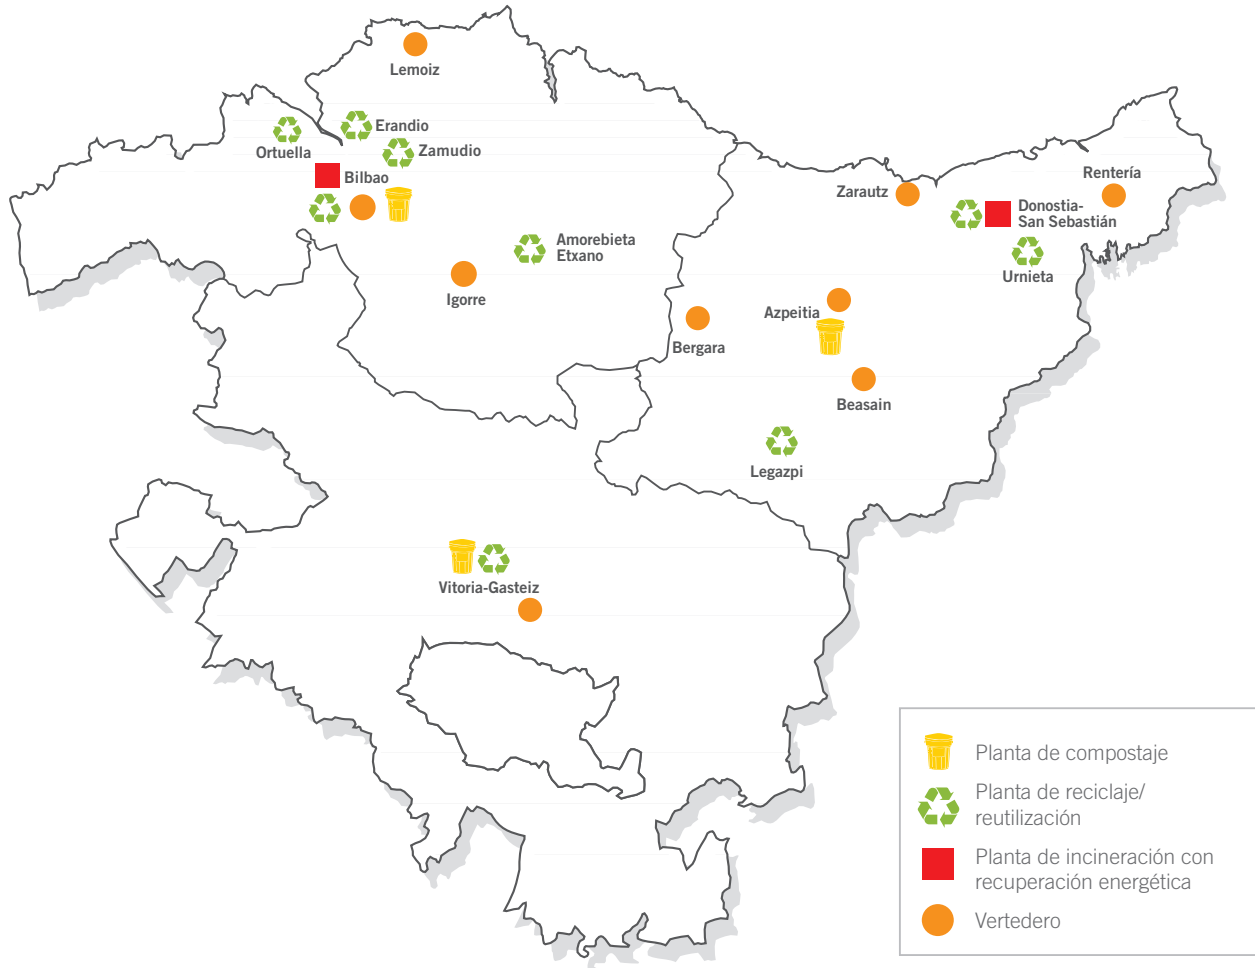 Lemoiz
Erandio
Ortuella
Zamudio
Bilbao
Amorebieta
Etxano
Igorre
Zarautz
Rentería
Donostia-
San Sebastián
Urnieta
Azpeitia
Bergara
Beasain
Legazpi
Vitoria-Gasteiz
Planta de compostaje
Planta de reciclaje/
reutilización
Planta de incineración con
recuperación energética
Vertedero